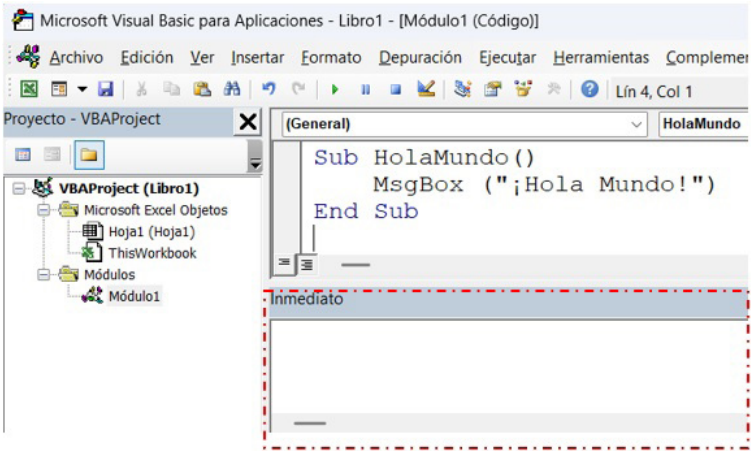 Microsoft Visual Basic para Aplicaciones - Libro1 - [Módulo1 (Código)]
Archivo Edición Ver Insertar Formato Depuración Ejecutar Herramientas
Lín 4, Col 1
Proyecto - VBAProject
(General) HolaMundo
Sub HolaMundo()
MsgBox ("¡Hola Mundo!")
End Sub
VBAProject (Libro1)
Microsoft Excel Objetos
Hoja1 (Hoja1)
ThisWorkbook
Módulos
Módulo1
Inmediato